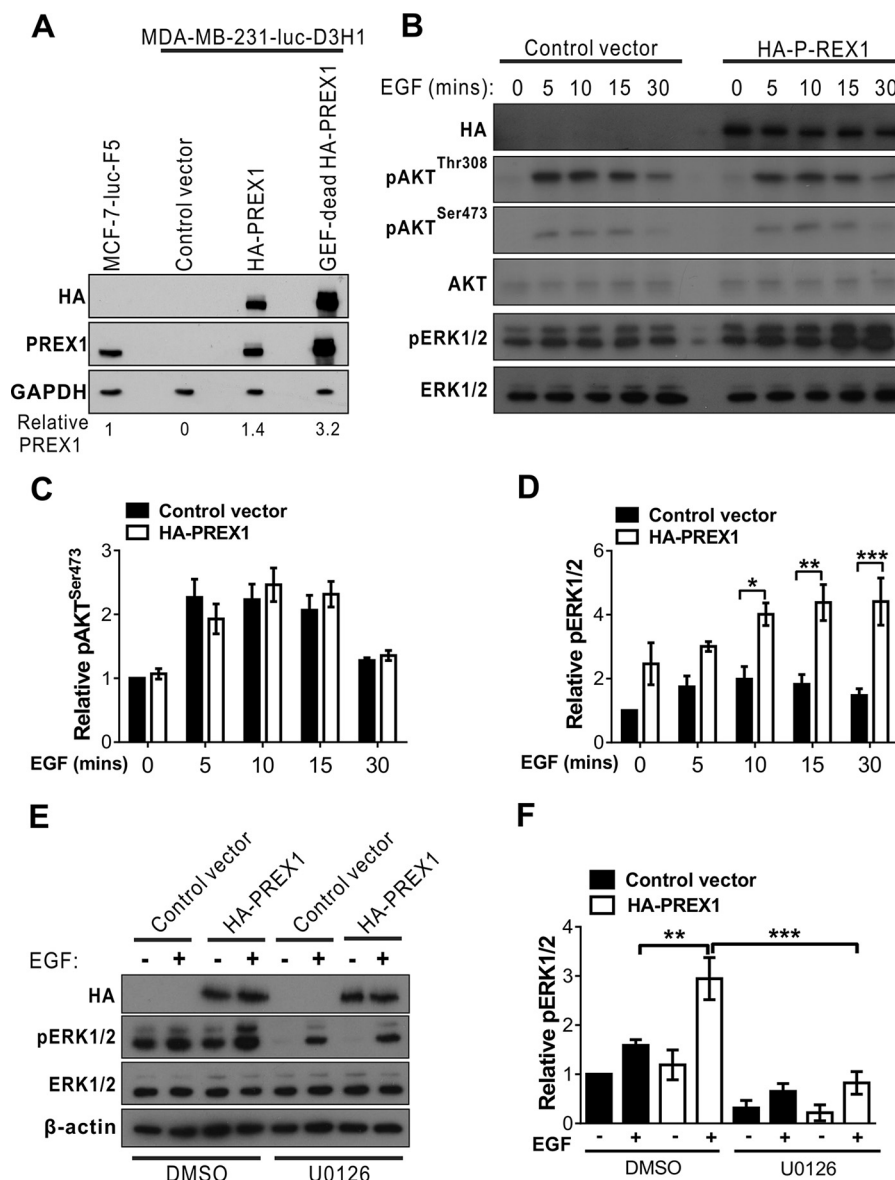 A
MDA-MB-231-luc-D3H1
MCF-7-luc-F5
Control vector
HA-PREX1
GEF-dead HA-PREX1
HA
PREX1
GAPDH
Relative PREX1
1 0 1.4 3.2
B
Control vector HA-P-REX1
EGF (mins): 0 5 10 15 30 0 5 10 15 30
HA
pAKT Thr308
pAKT Ser473
AKT
pERK1/2
ERK1/2
C
Control vector
HA-PREX1
Relative pAKT Ser473
3
2
1
0
EGF (mins) 0 5 10 15 30
D
Control vector
HA-PREX1
Relative pERK1/2
6
4
2
0
* ** ***
EGF (mins) 0 5 10 15 30
E
Control vector
HA-PREX1
Control vector
HA-PREX1
EGF: - + - + - + - +
HA
pERK1/2
ERK1/2
β-actin
DMSO U0126
F
Control vector
HA-PREX1
Relative pERK1/2
4
3
2
1
0
** ***
EGF - + - + - + - +
DMSO U0126